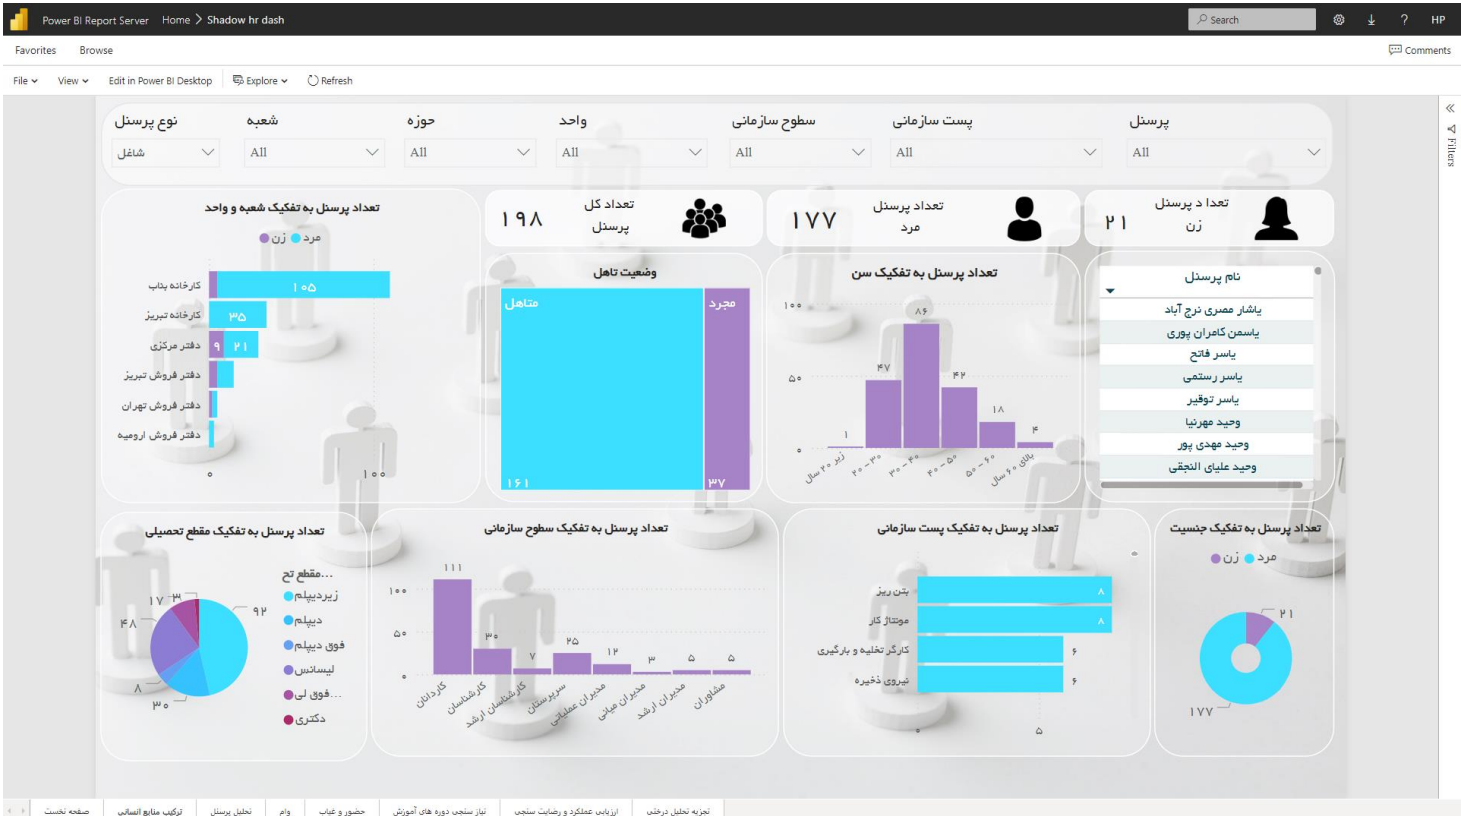 Power BI Report Server Home > Shadow hr dash
Search
HP
Favorites Browse
Comments
File View Edit in Power BI Desktop Explore Refresh
Filters
نوع پرسنل
شاغل
شعبه
All
حوزه
All
واحد
All
سطوح سازمانی
All
پست سازمانی
All
پرسنل
All
تعداد پرسنل به تفکیک شعبه و واحد
مرد زن
کارخانه بناب
۱۰۵
کارخانه تبریز
۳۵
دفتر مرکزی
۹ ۲۱
دفتر فروش تبریز
دفتر فروش تهران
دفتر فروش ارومیه
۰ ۱۰۰
تعداد کل
پرسنل
۱۹۸
تعداد پرسنل
مرد
۱۷۷
تعدا د پرسنل
زن
۲۱
وضعیت تاهل
متاهل
۱۶۱
مجرد
۳۷
تعداد پرسنل به تفکیک سن
۱۰۰
۵۰
۰
۱
۴۷
۸۶
۴۲
۱۸
۴
زیر ۲۰ سال
۲۰ - ۳۰
۳۰ - ۴۰
۴۰ - ۵۰
۵۰ - ۶۰
بالای ۶۰ سال
نام پرسنل
یاشار ممصری نرج آباد
یاسمن کامران پوری
یاسر فاتح
یاسر رستمی
یاسر توقیر
وحید مهرنیا
وحید مهدی پور
وحید علیای النجقی
تعداد پرسنل به تفکیک مقطع تحصیلی
مقطع تح...
زیردیپلم
دیپلم
فوق دیپلم
لیسانس
فوق لی...
دکتری
۹۲
۳۰
۸
۴۸
۱۷
۳
تعداد پرسنل به تفکیک سطوح سازمانی
۱۰۰
۵۰
۰
۱۱۱
۳۰
۷
۲۵
۱۲
۳
۵
۵
کاردانان
کارشناسان
کارشناسان ارشد
سرپرستان
مدیران عملیاتی
مدیران میانی
مدیران ارشد
مشاوران
تعداد پرسنل به تفکیک پست سازمانی
بتن ریز
۸
مونتاژ کار
۸
کارگر تخلیه و بارگیری
۶
نیروی ذخیره
۶
۰ ۵
تعداد پرسنل به تفکیک جنسیت
مرد زن
۲۱
۱۷۷
صفحه نخست
ترکیب منابع انسانی
تحلیل پرسنل
وام
حضور و غیاب
نیاز سنجی دوره های آموزش
ارزیابی عملکرد و رضایت سنجی
تجزیه تحلیل درختی